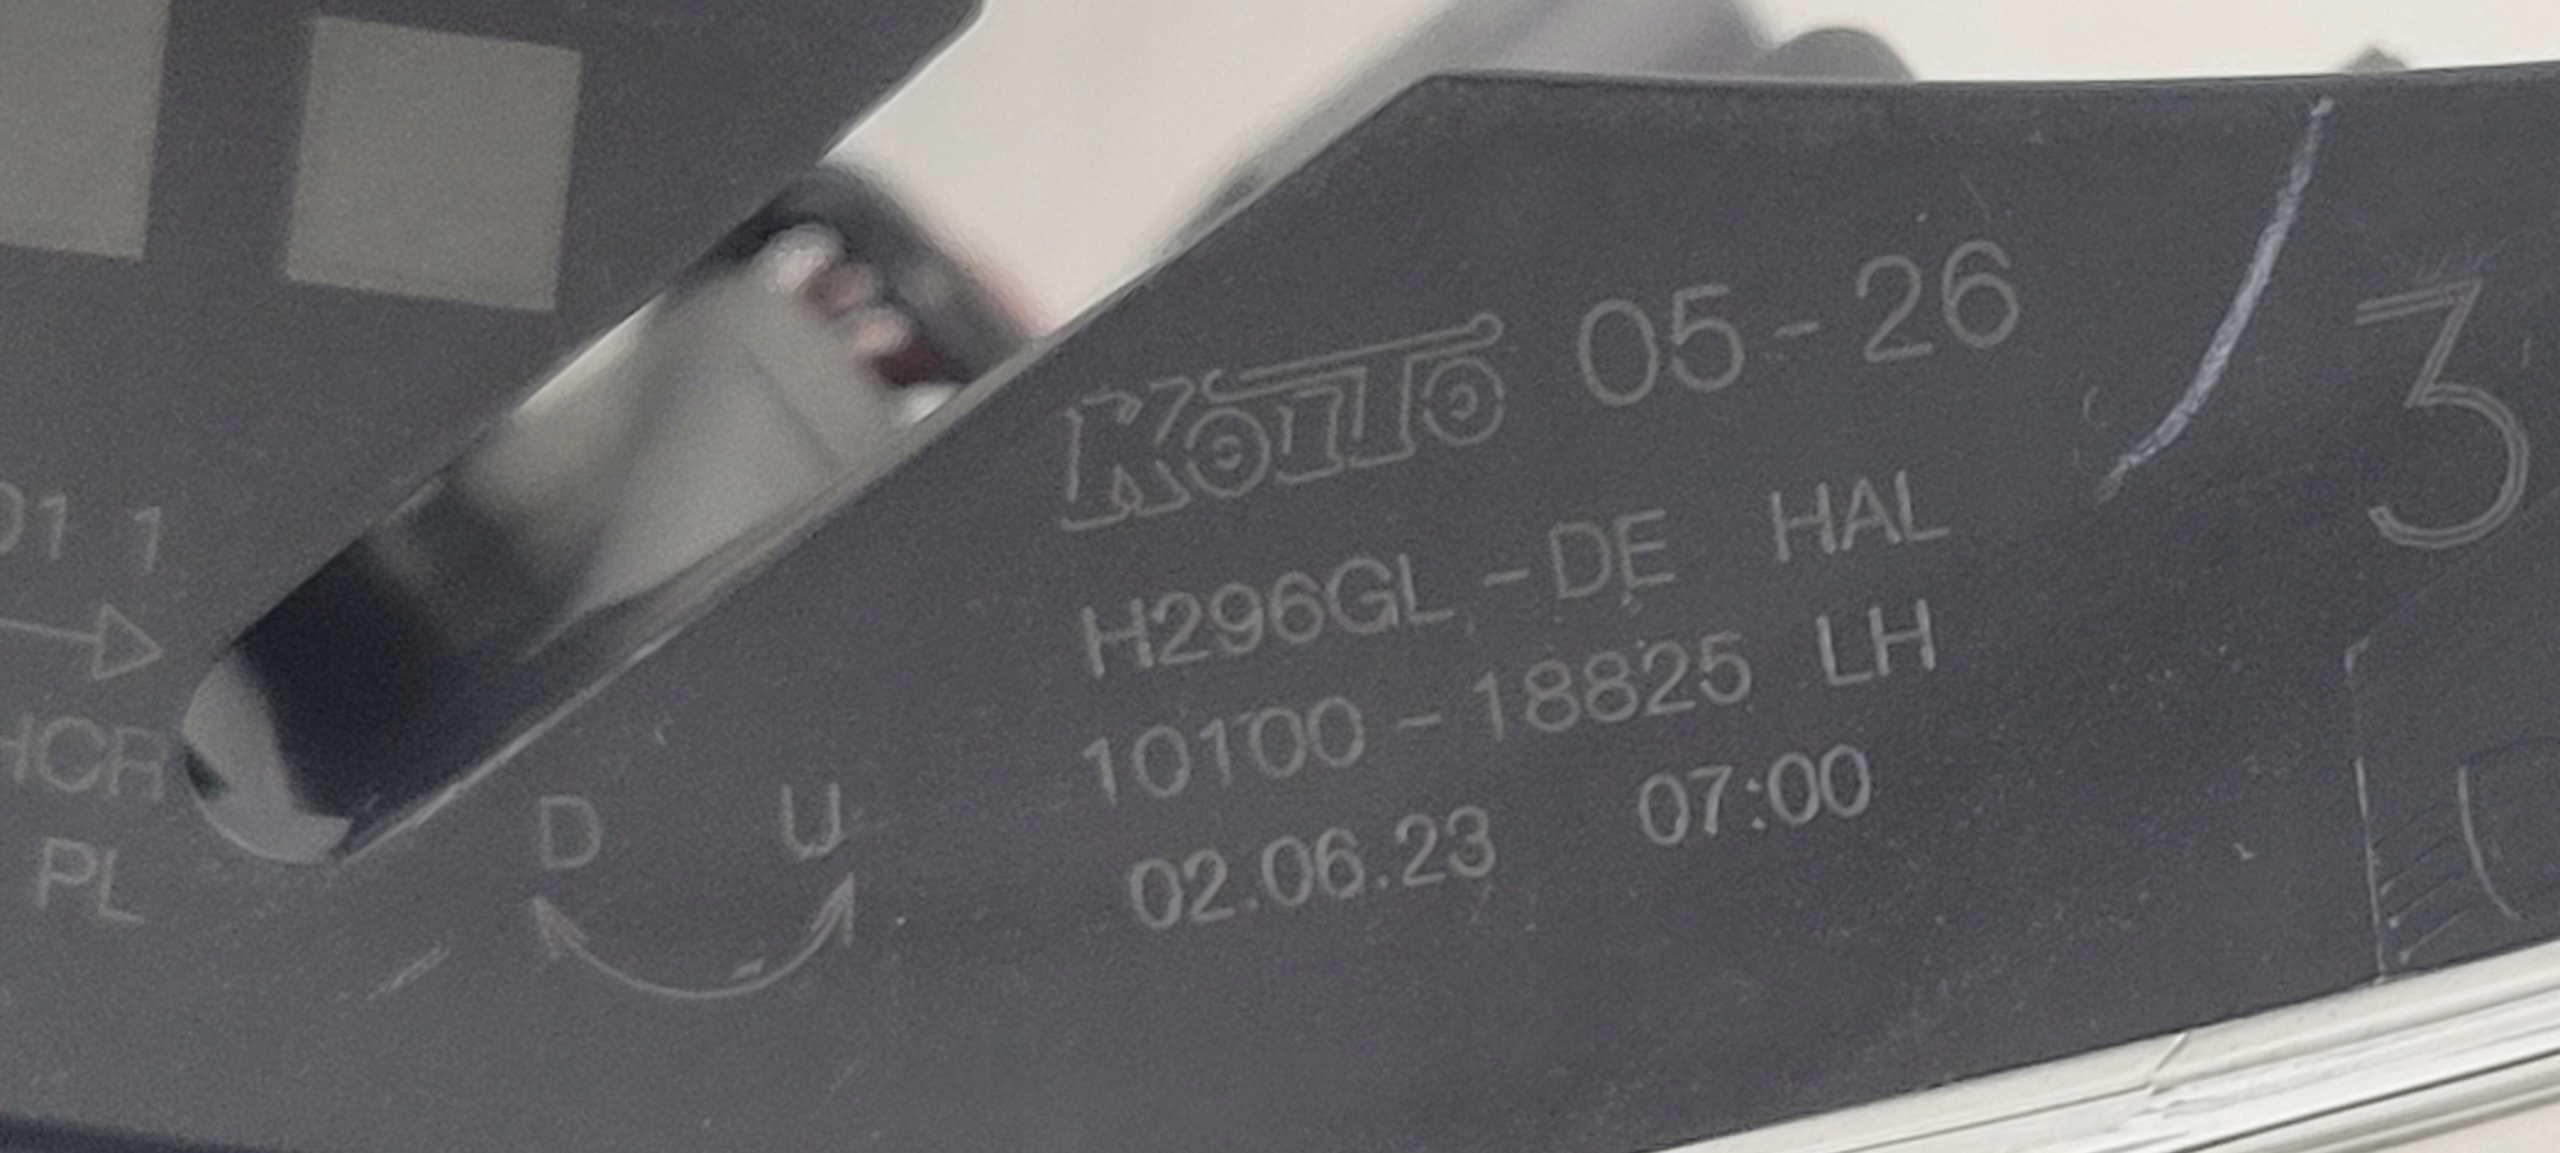 KOITO 05-26
3
H296GL-DE HAL
10100-18825 LH
02.06.23 07:00
01 1
HCR
PL
D U